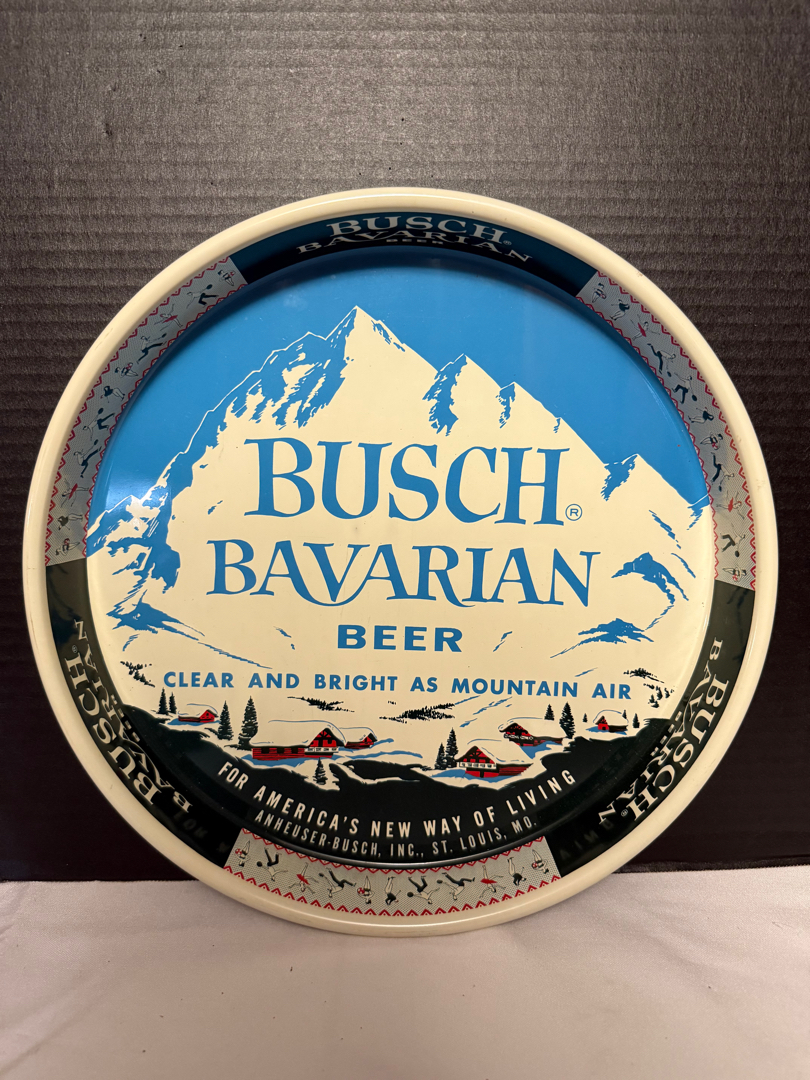 BUSCH®
BAVARIAN
BEER
BUSCH®
BAVARIAN
BEER
CLEAR AND BRIGHT AS MOUNTAIN AIR
FOR AMERICA'S NEW WAY OF LIVING
ANHEUSER-BUSCH, INC., ST. LOUIS, MO.
BUSCH®
BAVARIAN
BUSCH®
BAVARIAN